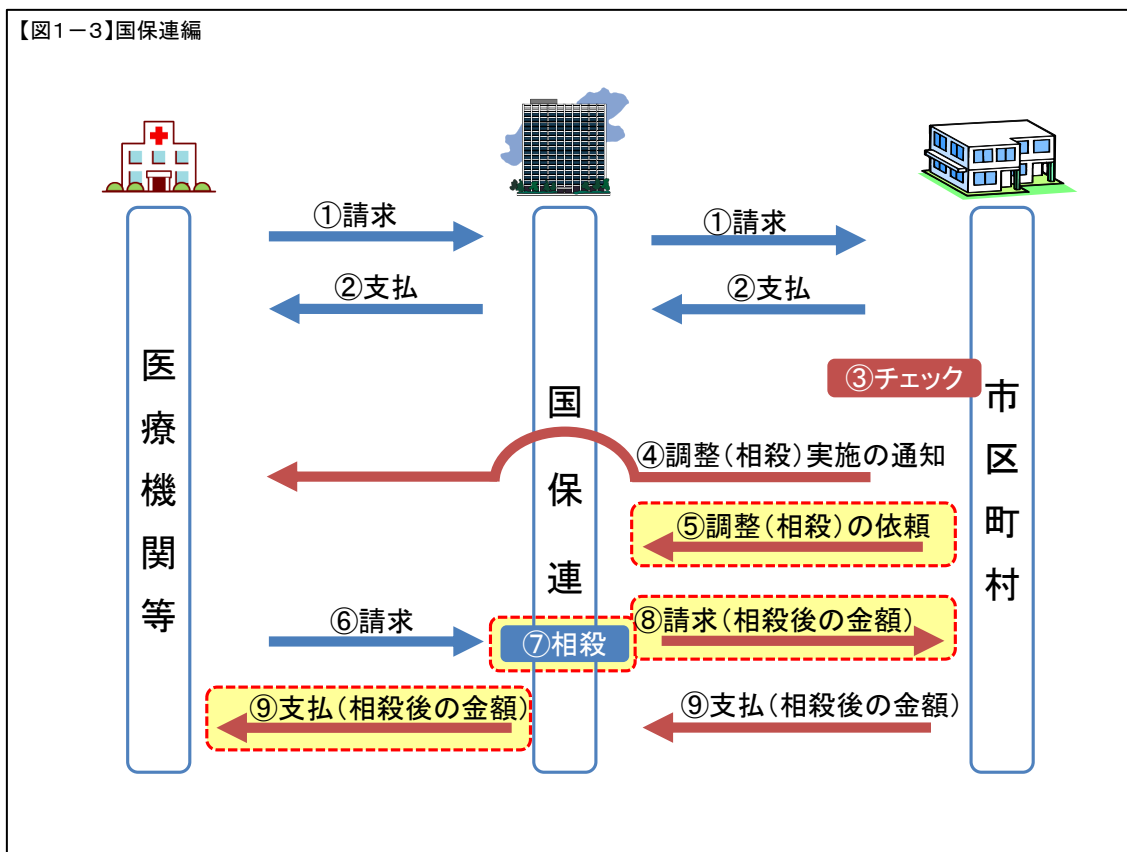 【図1－3】国保連編
①請求
①請求
②支払
②支払
③チェック
④調整(相殺)実施の通知
⑤調整(相殺)の依頼
⑥請求
⑦相殺
⑧請求(相殺後の金額)
⑨支払(相殺後の金額)
⑨支払(相殺後の金額)
医療機関等
国保連
市区町村